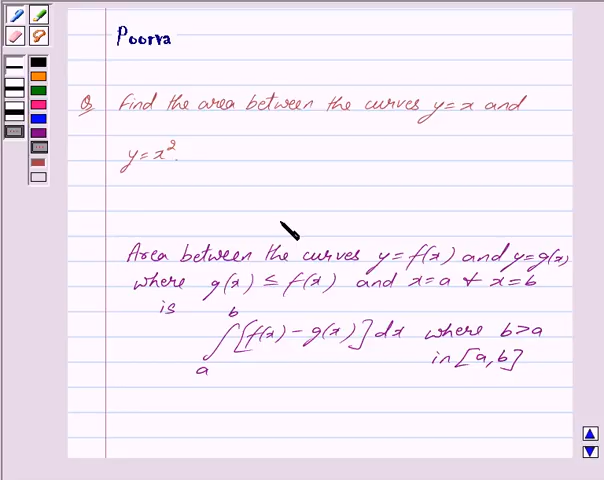 Poorva
Q Find the area between the curves y=x and
y=x².
Area between the curves y=f(x) and y=g(x)
where g(x) ≤ f(x) and x=a & x=b
is ∫ₐᵇ [f(x) - g(x)] dx where b>a
in [a,b]